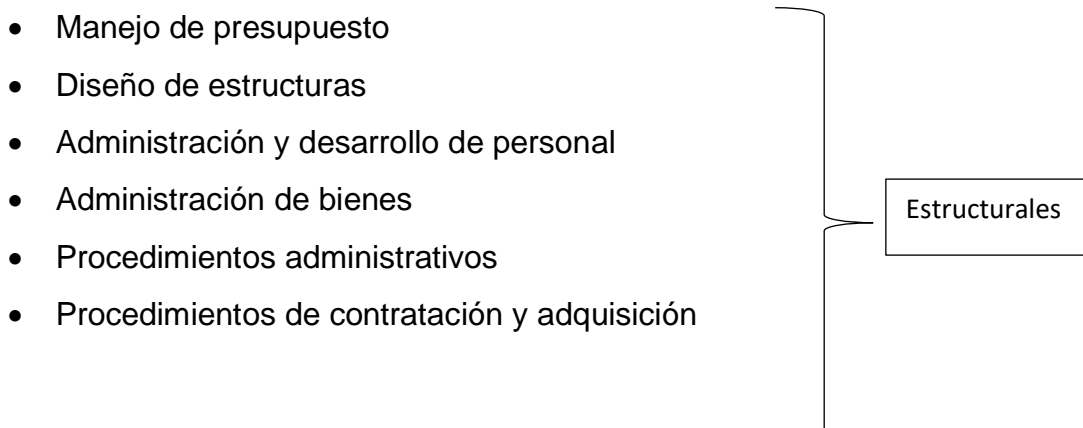 • Manejo de presupuesto
• Diseño de estructuras
• Administración y desarrollo de personal
• Administración de bienes
Estructurales
• Procedimientos administrativos
• Procedimientos de contratación y adquisición